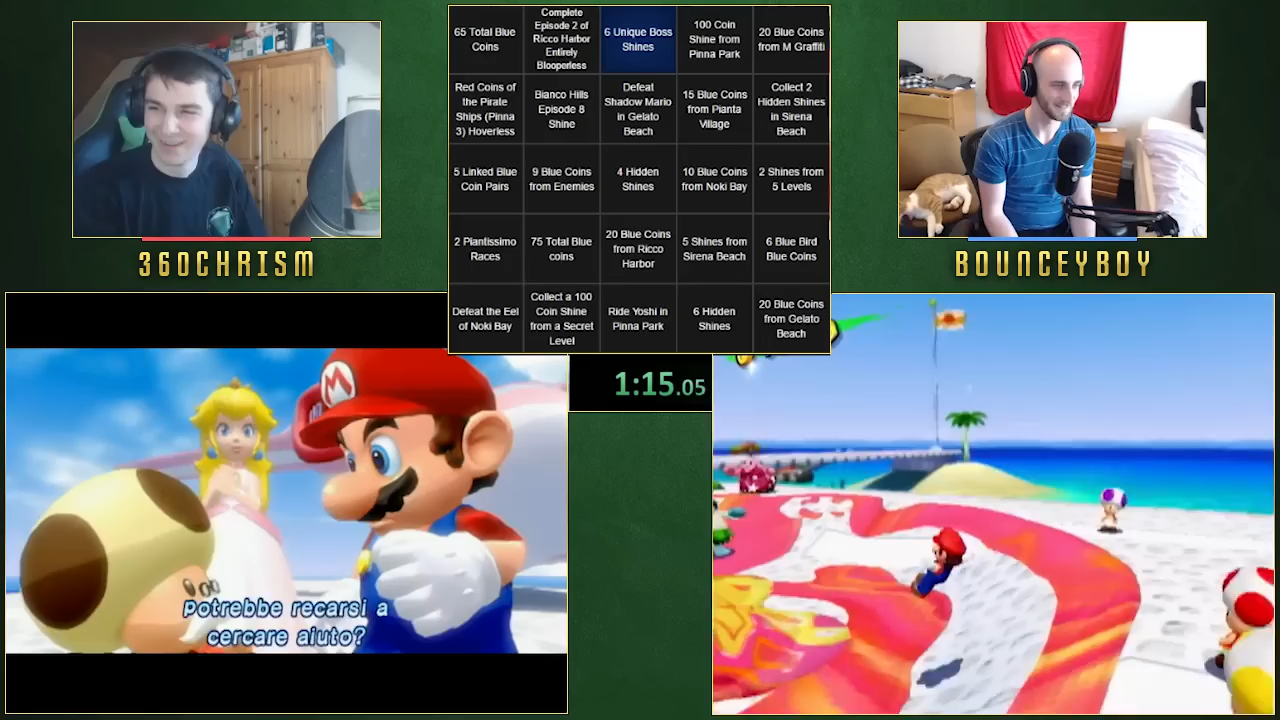 65 Total Blue
Coins
Complete
Episode 2 of
Ricco Harbor
Entirely
Blooperless
6 Unique Boss
Shines
100 Coin
Shine from
Pinna Park
20 Blue Coins
from M Graffiti
Red Coins of
the Pirate
Ships (Pinna
3) Hoverless
Bianco Hills
Episode 8
Shine
Defeat
Shadow Mario
in Gelato
Beach
15 Blue Coins
from Pianta
Village
Collect 2
Hidden Shines
in Sirena
Beach
5 Linked Blue
Coin Pairs
9 Blue Coins
from Enemies
4 Hidden
Shines
10 Blue Coins
from Noki Bay
2 Shines from
5 Levels
2 Piantissimo
Races
75 Total Blue
coins
20 Blue Coins
from Ricco
Harbor
5 Shines from
Sirena Beach
6 Blue Bird
Blue Coins
Defeat the Eel
of Noki Bay
Collect a 100
Coin Shine
from a Secret
Level
Ride Yoshi in
Pinna Park
6 Hidden
Shines
20 Blue Coins
from Gelato
Beach
360CHRISM
BOUNCEYBOY
1:15.05
M
Potrebbe recarsi a
cercare aiuto?